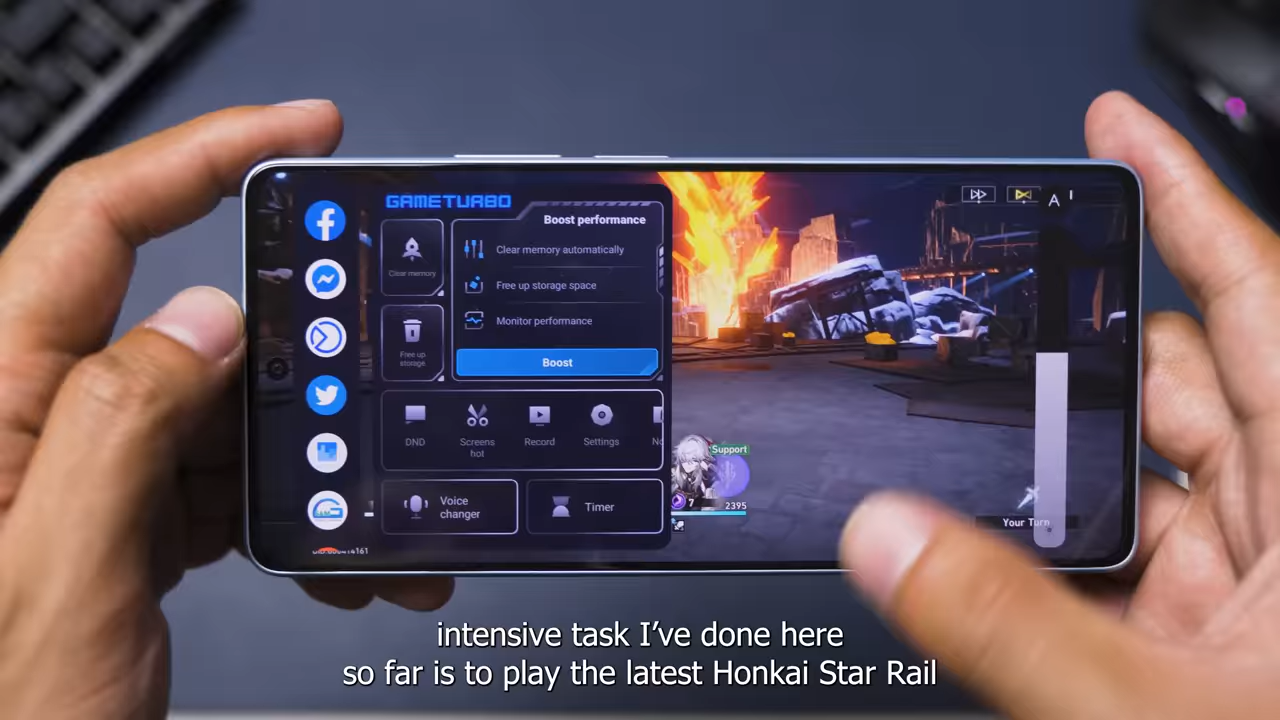 GAMETURBO
Boost performance
Clear memory
Clear memory automatically
Free up storage space
Monitor performance
Free up
storage
Boost
DND
Screens
hot
Record
Settings
Voice
changer
Timer
A
Support
7
2395
Your Turn
intensive task I've done here
so far is to play the latest Honkai Star Rail